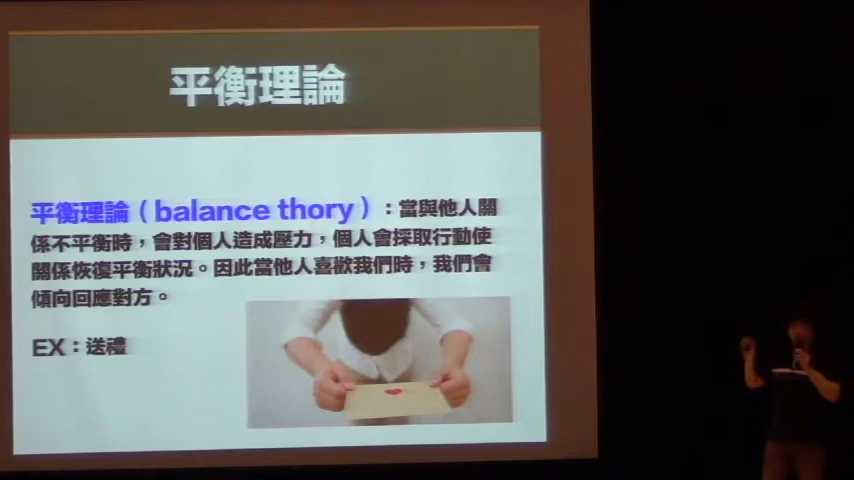 平衡理論
平衡理論（balance thory）：當與他人關
係不平衡時，會對個人造成壓力，個人會採取行動使
關係恢復平衡狀況。因此當他人喜歡我們時，我們會
傾向回應對方。
EX：送禮